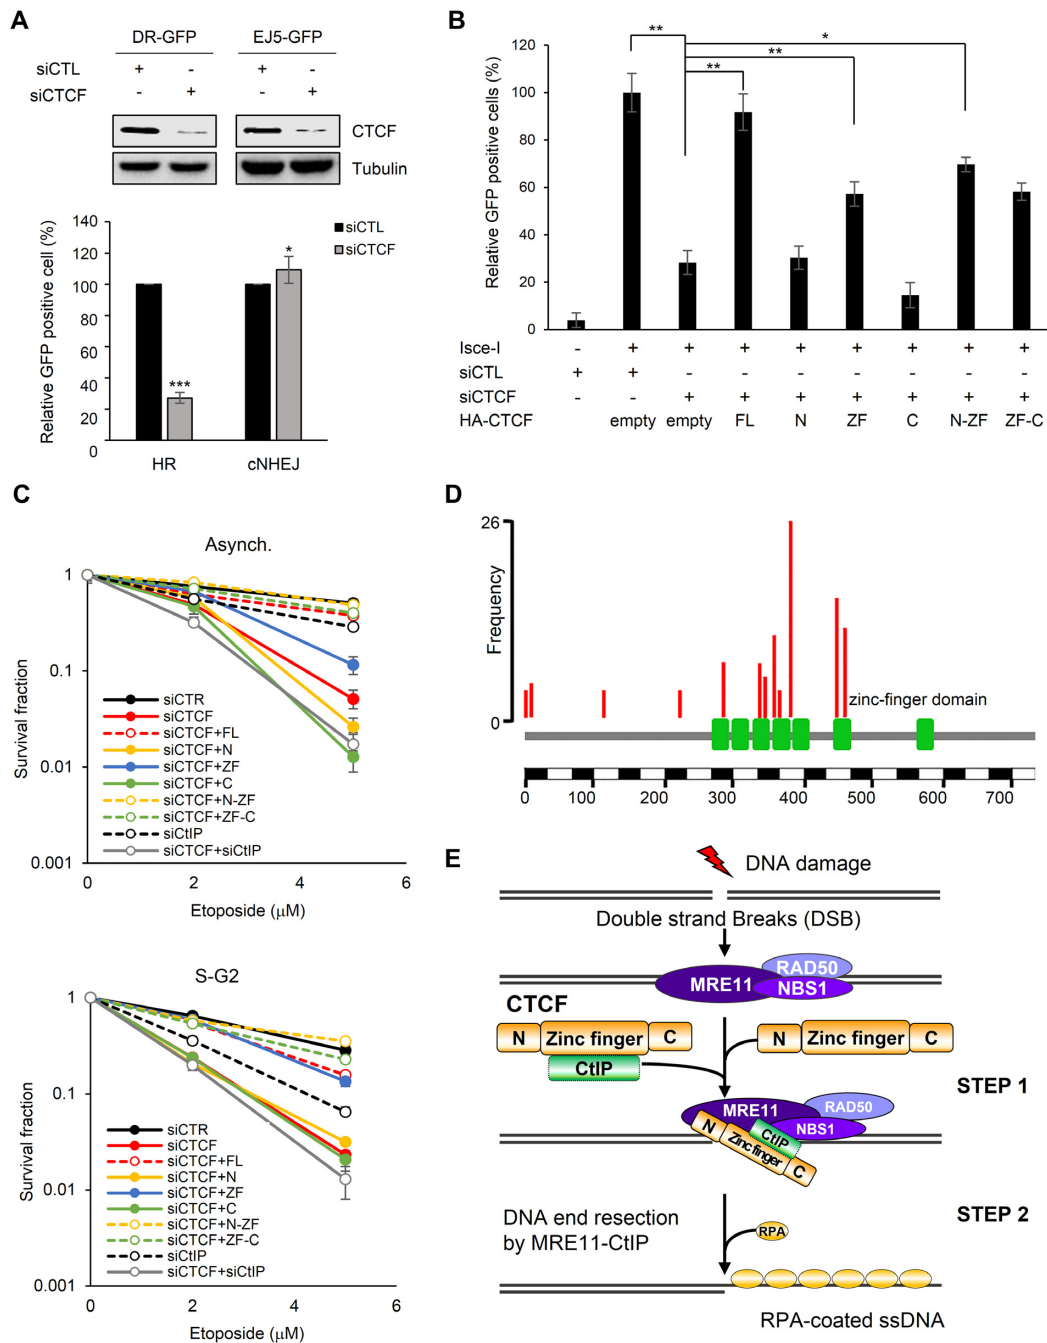 A
DR-GFP EJ5-GFP
siCTL + - + -
siCTCF - + - +
CTCF
Tubulin
Relative GFP positive cell (%)
140
120
100
80
60
40
20
0
siCTL
siCTCF
***
*
HR cNHEJ
B
Relative GFP positive cells (%)
120
100
80
60
40
20
0
**
**
**
*
Isce-I - + + + + + + + +
siCTL + + - - - - - - -
siCTCF - - + + + + + + +
HA-CTCF empty empty FL N ZF C N-ZF ZF-C
C
Asynch.
Survival fraction
1
0.1
0.01
0.001
siCTR
siCTCF
siCTCF+FL
siCTCF+N
siCTCF+ZF
siCTCF+C
siCTCF+N-ZF
siCTCF+ZF-C
siCtIP
siCTCF+siCtIP
0 2 4 6
Etoposide (μM)
S-G2
Survival fraction
1
0.1
0.01
0.001
siCTR
siCTCF
siCTCF+FL
siCTCF+N
siCTCF+ZF
siCTCF+C
siCTCF+N-ZF
siCTCF+ZF-C
siCtIP
siCTCF+siCtIP
0 2 4 6
Etoposide (μM)
D
Frequency
26
0
zinc-finger domain
0 100 200 300 400 500 600 700
E
DNA damage
Double strand Breaks (DSB)
MRE11 RAD50
NBS1
CTCF
N Zinc finger C
CtIP
N Zinc finger C
STEP 1
MRE11 RAD50
NBS1
CtIP
N Zinc finger C
STEP 2
DNA end resection
by MRE11-CtIP
RPA
RPA-coated ssDNA